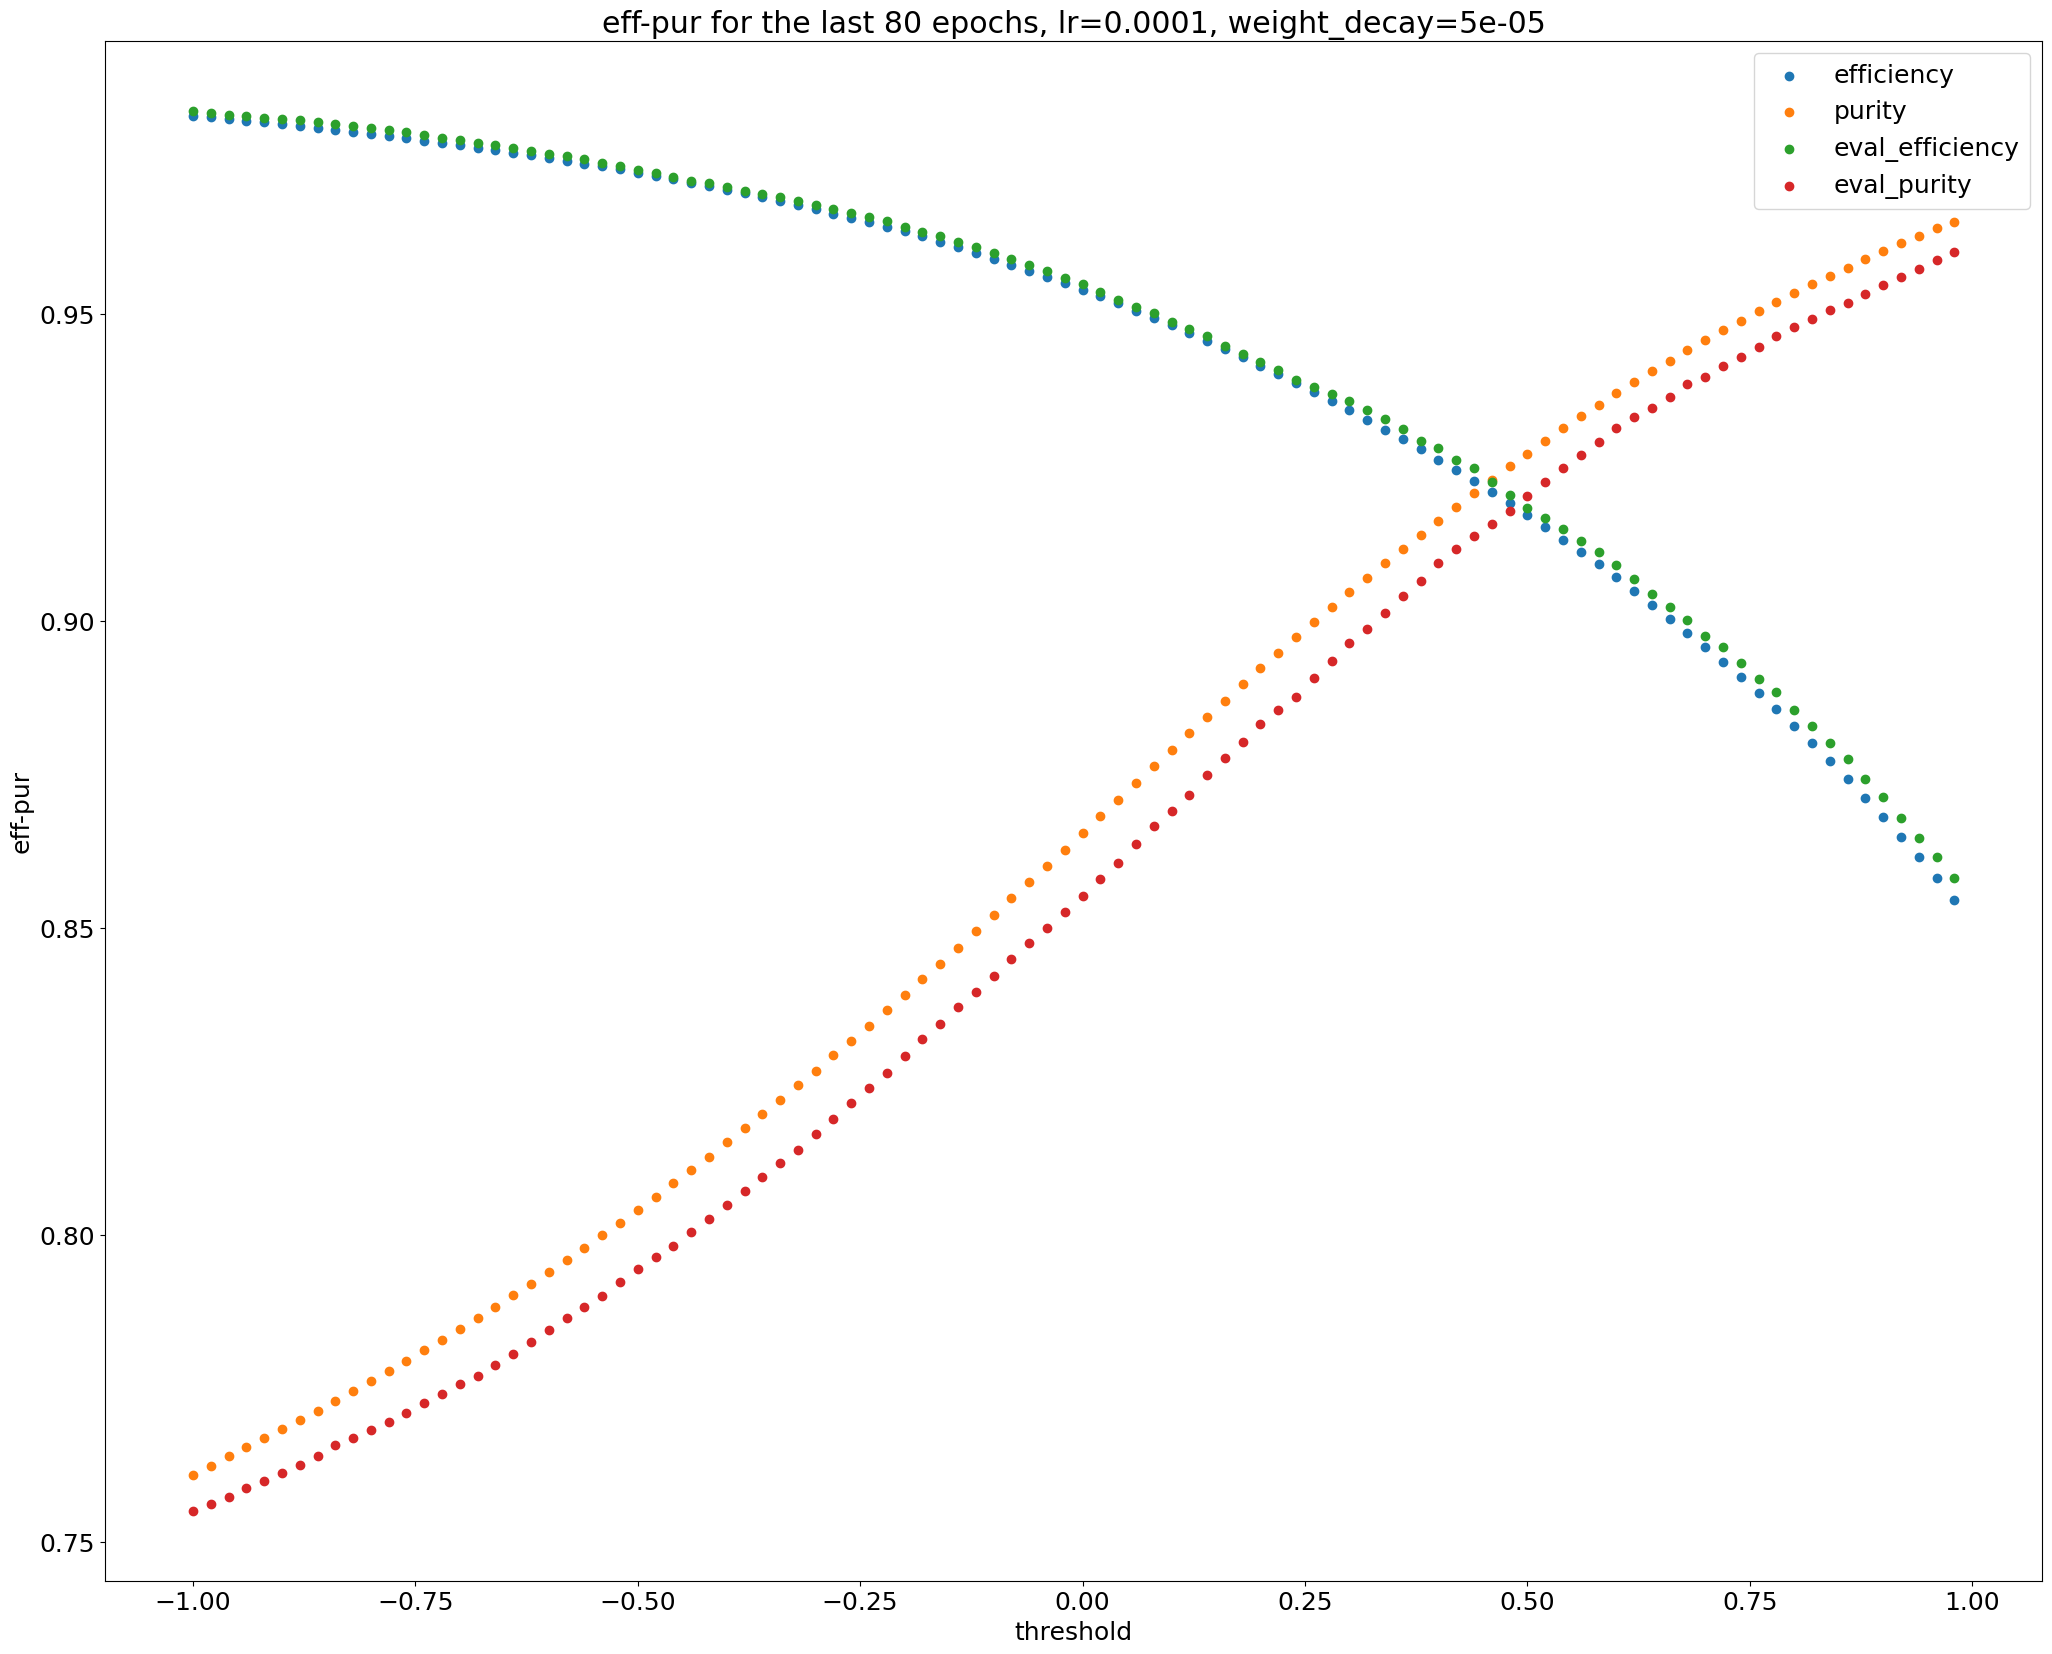 eff-pur for the last 80 epochs, lr=0.0001, weight_decay=5e-05
efficiency
purity
eval_efficiency
eval_purity
eff-pur
0.95
0.90
0.85
0.80
0.75
−1.00 −0.75 −0.50 −0.25 0.00 0.25 0.50 0.75 1.00
threshold